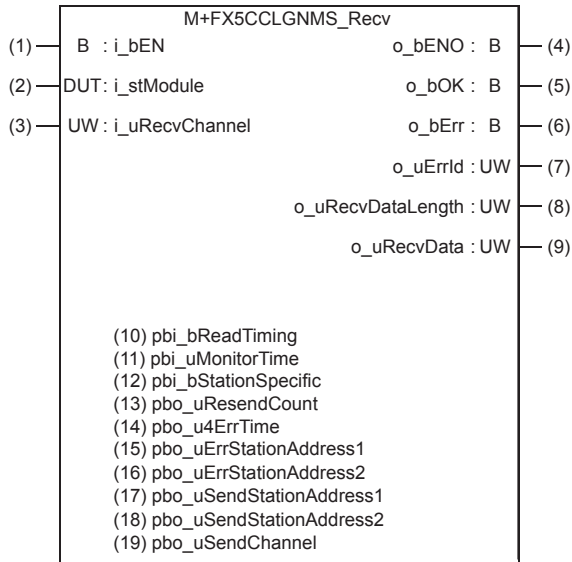 M+FX5CCLGNMS_Recv
(1) B : i_bEN o_bENO : B (4)
(2) DUT : i_stModule o_bOK : B (5)
(3) UW : i_uRecvChannel o_bErr : B (6)
o_uErrId : UW (7)
o_uRecvDataLength : UW (8)
o_uRecvData : UW (9)
(10) pbi_bReadTiming
(11) pbi_uMonitorTime
(12) pbi_bStationSpecific
(13) pbo_uResendCount
(14) pbo_u4ErrTime
(15) pbo_uErrStationAddress1
(16) pbo_uErrStationAddress2
(17) pbo_uSendStationAddress1
(18) pbo_uSendStationAddress2
(19) pbo_uSendChannel